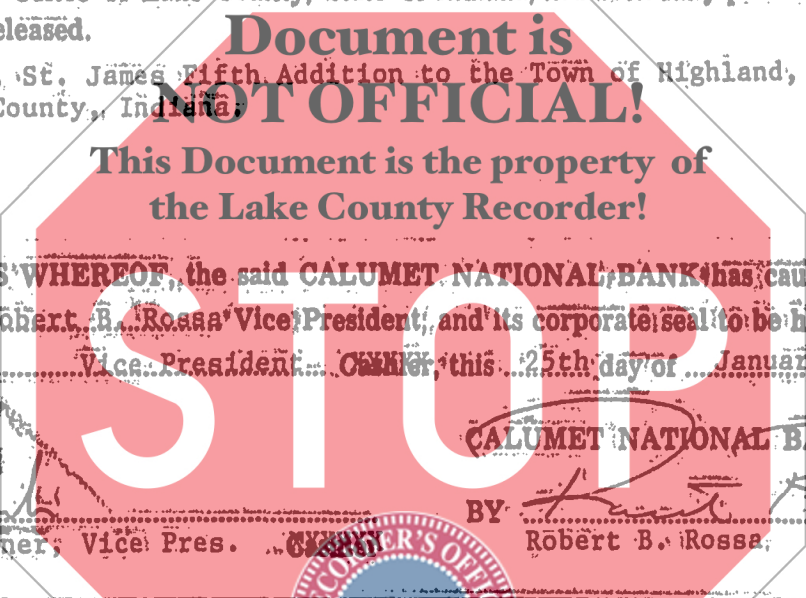 eleased.
Document is
St. James Fifth Addition to the Town of Highland,
County, Indiana;
NOT OFFICIAL!
This Document is the property of
the Lake County Recorder!
S WHEREOF, the said CALUMET NATIONAL BANK has cau
obert B. Rossa Vice President, and its corporate seal to be h
Vice President Cashier, this 25th day of Januar
STOP
CALUMET NATIONAL B
BY
ner, Vice Pres. Robert B. Rossa,
CORDER'S OFFI